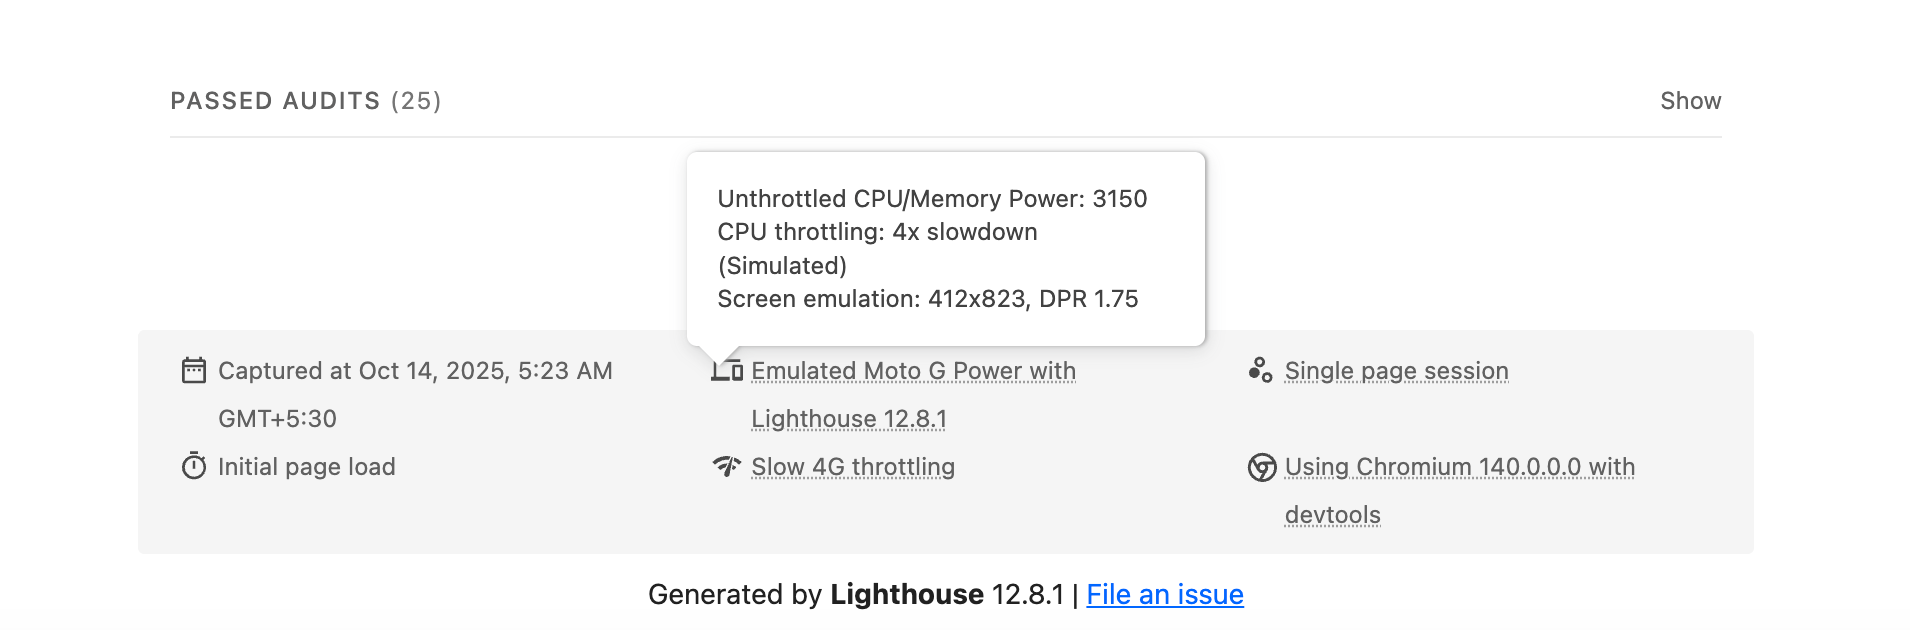 PASSED AUDITS (25)
Show
Unthrottled CPU/Memory Power: 3150
CPU throttling: 4x slowdown
(Simulated)
Screen emulation: 412x823, DPR 1.75
Captured at Oct 14, 2025, 5:23 AM
GMT+5:30
Emulated Moto G Power with
Lighthouse 12.8.1
Single page session
Initial page load
Slow 4G throttling
Using Chromium 140.0.0.0 with
devtools
Generated by Lighthouse 12.8.1 | File an issue